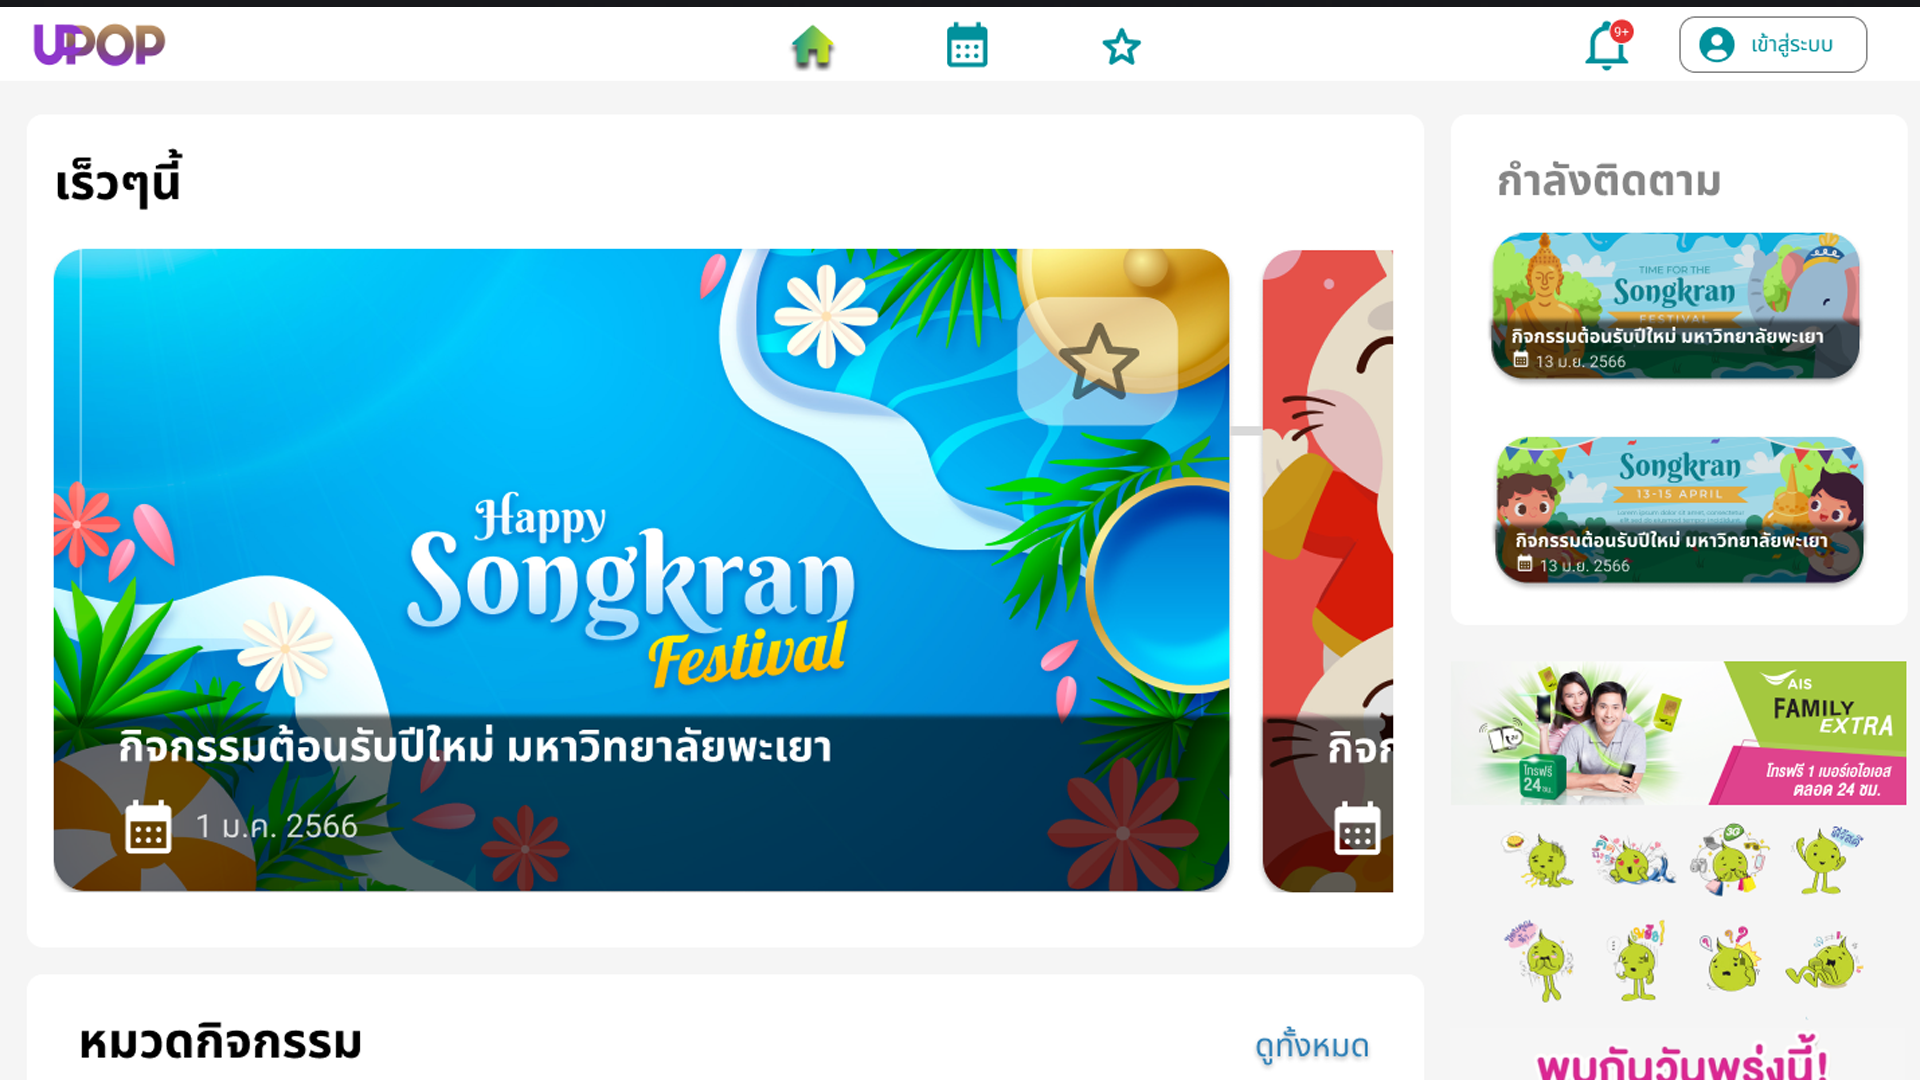 UPOP
9+
เข้าสู่ระบบ
เร็วๆนี้
Happy
Songkran
Festival
กิจกรรมต้อนรับปีใหม่ มหาวิทยาลัยพะเยา
1 ม.ค. 2566
กิจก
กำลังติดตาม
TIME FOR THE
Songkran
FESTIVAL
กิจกรรมต้อนรับปีใหม่ มหาวิทยาลัยพะเยา
13 ม.ย. 2566
Songkran
13-15 APRIL
Lorem ipsum dolor sit amet, consectetur
กิจกรรมต้อนรับปีใหม่ มหาวิทยาลัยพะเยา
13 ม.ย. 2566
AIS
FAMILY
EXTRA
โทรฟรี
24 ชม.
โทรฟรี 1 เบอร์เอไอเอส
ตลอด 24 ชม.
3G
พบกันวันพรุ่งนี้!
หมวดกิจกรรม
ดูทั้งหมด